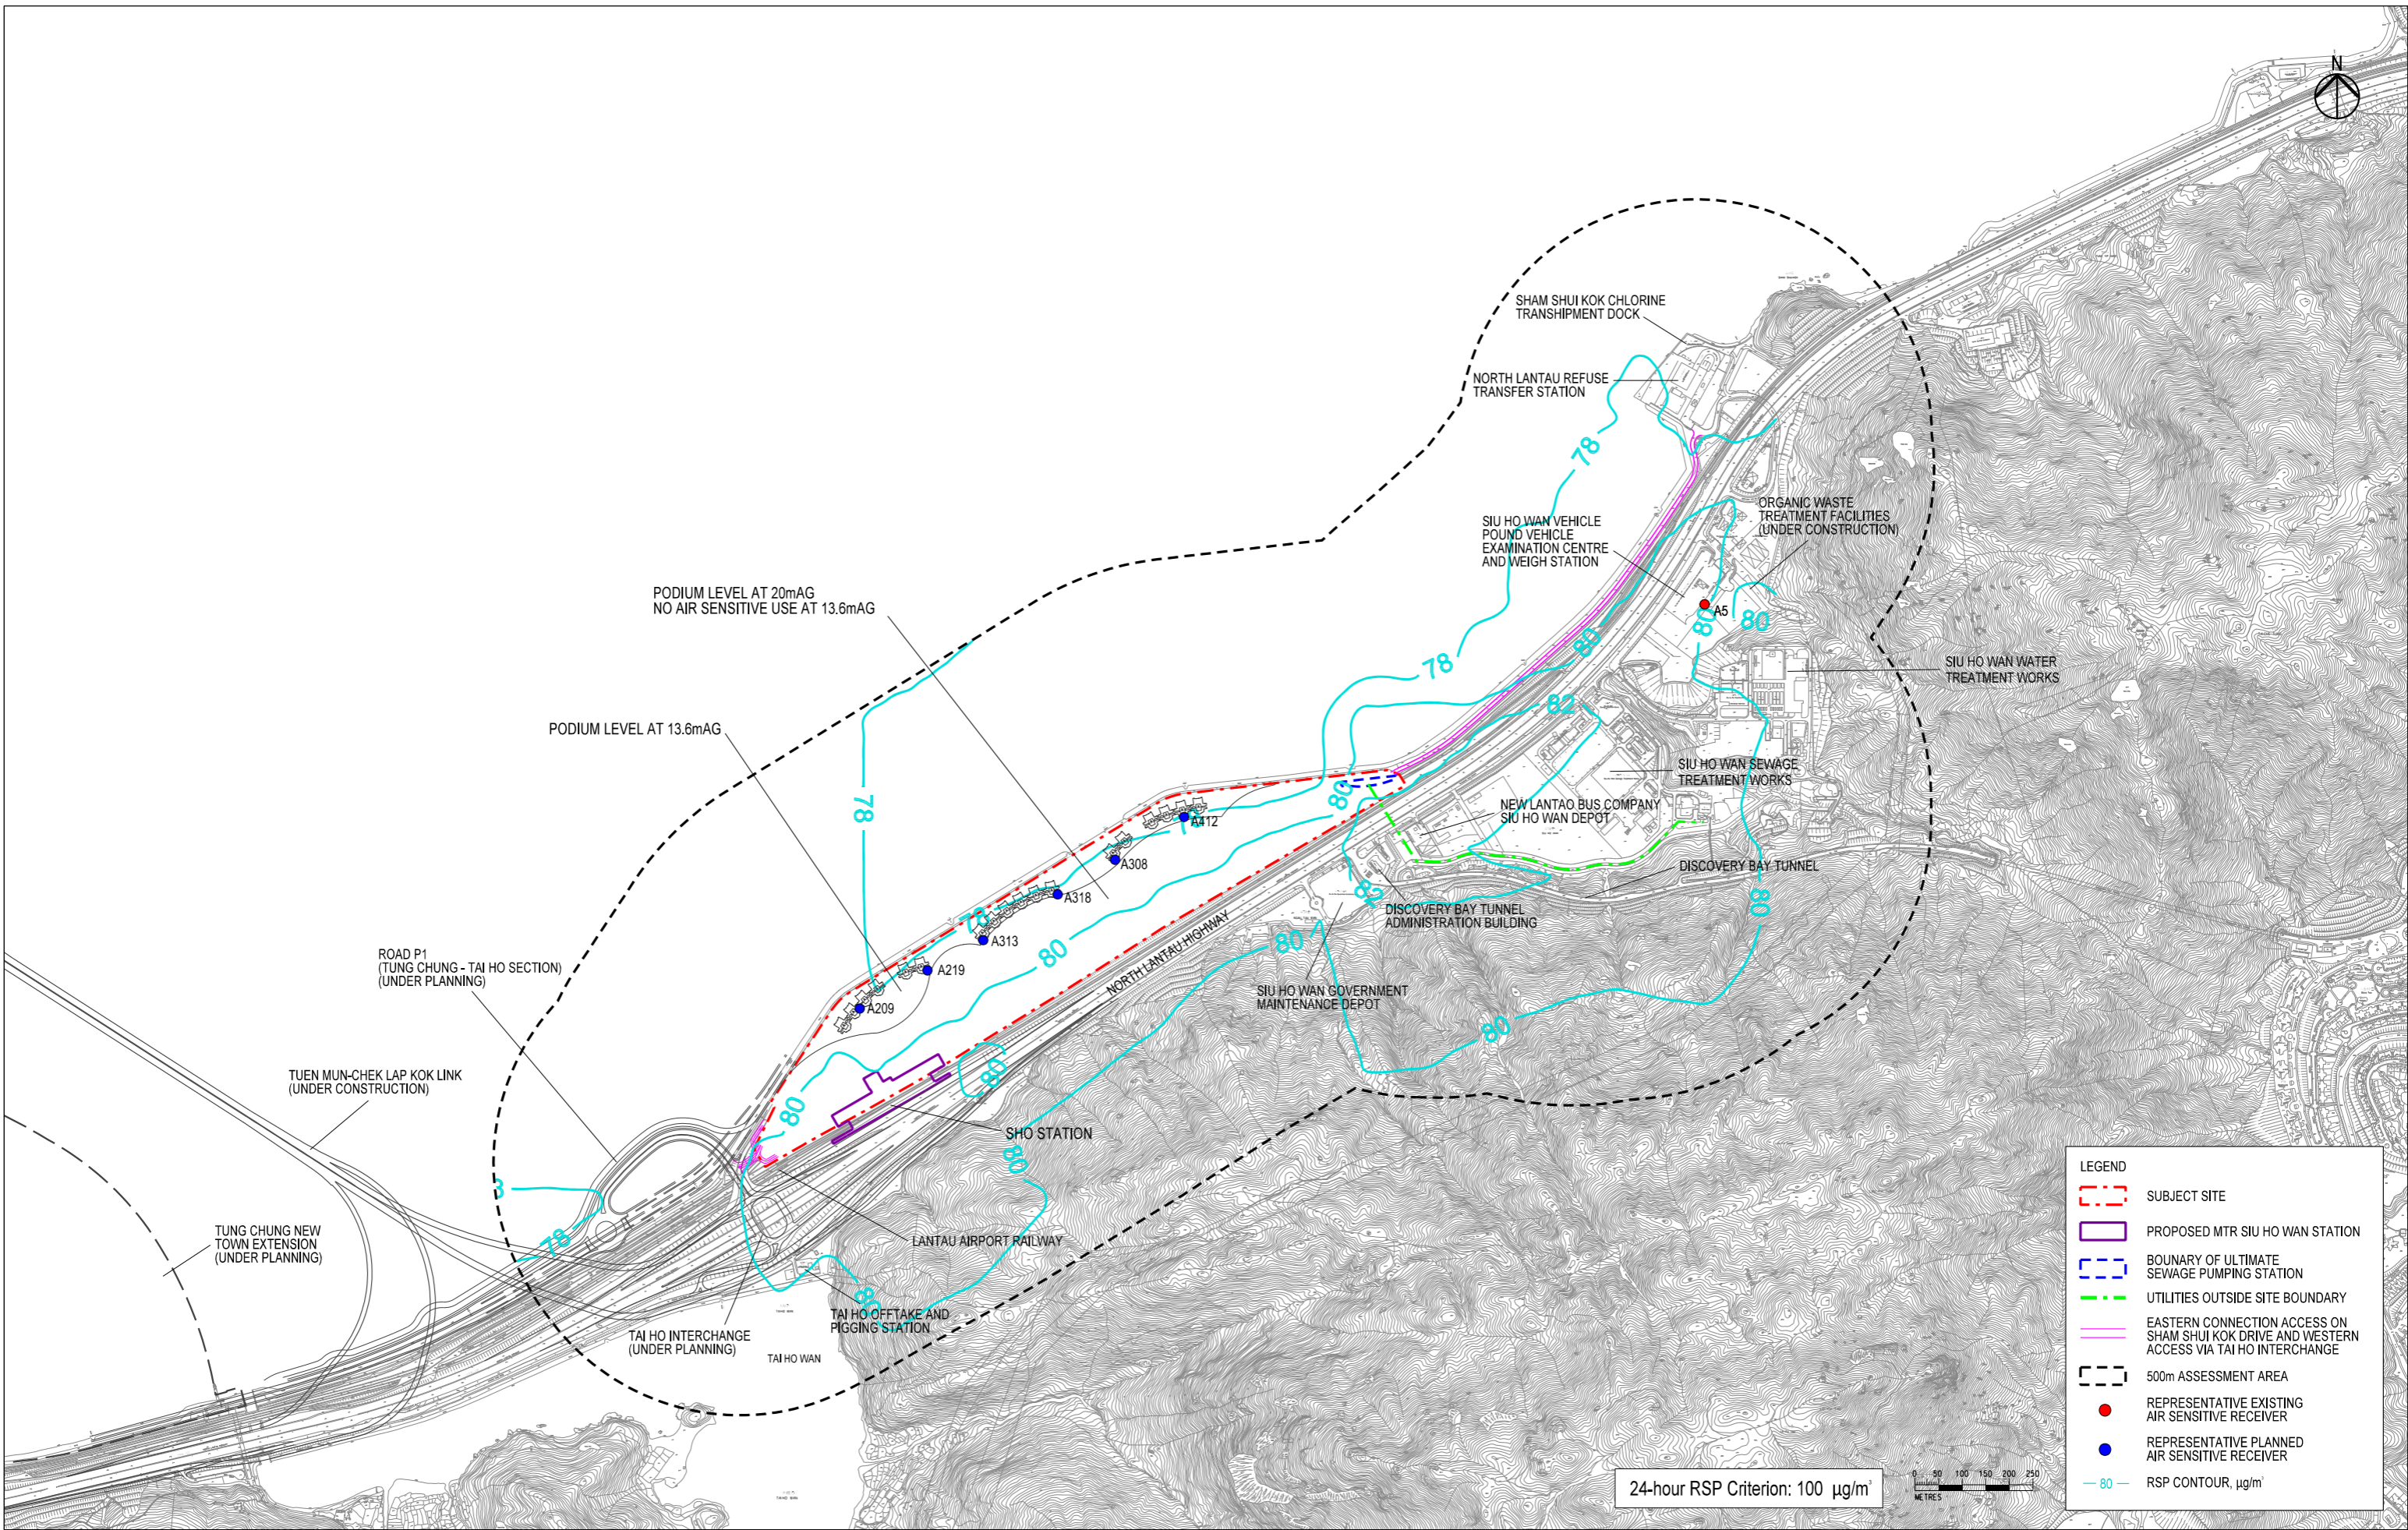 N
SHAM SHUI KOK CHLORINE
TRANSHIPMENT DOCK
NORTH LANTAU REFUSE
TRANSFER STATION
78
ORGANIC WASTE
TREATMENT FACILITIES
(UNDER CONSTRUCTION)
SIU HO WAN VEHICLE
POUND VEHICLE
EXAMINATION CENTRE
AND WEIGH STATION
PODIUM LEVEL AT 20mAG
NO AIR SENSITIVE USE AT 13.6mAG
A5
80
80
80
78
SIU HO WAN WATER
TREATMENT WORKS
82
PODIUM LEVEL AT 13.6mAG
SIU HO WAN SEWAGE
TREATMENT WORKS
78
80
NEW LANTAO BUS COMPANY
SIU HO WAN DEPOT
A412
A308
DISCOVERY BAY TUNNEL
A318
82
80
DISCOVERY BAY TUNNEL
ADMINISTRATION BUILDING
78
A313
NORTH LANTAU HIGHWAY
80
80
ROAD P1
(TUNG CHUNG - TAI HO SECTION)
(UNDER PLANNING)
A219
SIU HO WAN GOVERNMENT
MAINTENANCE DEPOT
A209
80
80
TUEN MUN-CHEK LAP KOK LINK
(UNDER CONSTRUCTION)
80
SHO STATION
80
TUNG CHUNG NEW
TOWN EXTENSION
(UNDER PLANNING)
78
LANTAU AIRPORT RAILWAY
80
TAI HO OFFTAKE AND
PIGGING STATION
TAI HO INTERCHANGE
(UNDER PLANNING)
TAI HO WAN
LEGEND
SUBJECT SITE
PROPOSED MTR SIU HO WAN STATION
BOUNARY OF ULTIMATE
SEWAGE PUMPING STATION
UTILITIES OUTSIDE SITE BOUNDARY
EASTERN CONNECTION ACCESS ON
SHAM SHUI KOK DRIVE AND WESTERN
ACCESS VIA TAI HO INTERCHANGE
500m ASSESSMENT AREA
REPRESENTATIVE EXISTING
AIR SENSITIVE RECEIVER
REPRESENTATIVE PLANNED
AIR SENSITIVE RECEIVER
80 RSP CONTOUR, µg/m³
24-hour RSP Criterion: 100 µg/m³
0 50 100 150 200 250
METRES